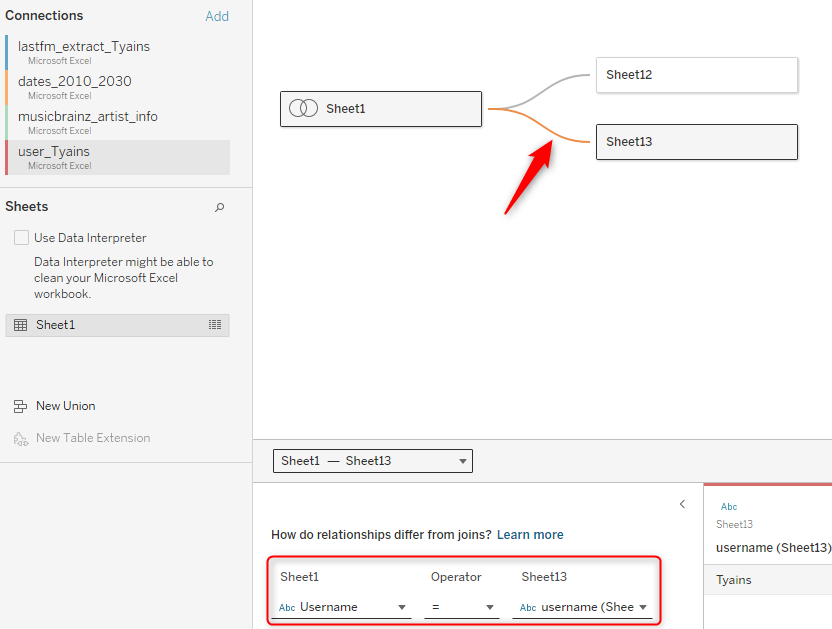 Connections
Add
lastfm_extract_Tyains
Microsoft Excel
dates_2010_2030
Microsoft Excel
musicbrainz_artist_info
Microsoft Excel
user_Tyains
Microsoft Excel
Sheets
Use Data Interpreter
Data Interpreter might be able to
clean your Microsoft Excel
workbook.
Sheet1
New Union
New Table Extension
Sheet1
Sheet12
Sheet13
Sheet1 — Sheet13
How do relationships differ from joins? Learn more
Sheet1 Operator Sheet13
Abc Username = Abc username (Shee
Abc
Sheet13
username (Sheet13)
Tyains